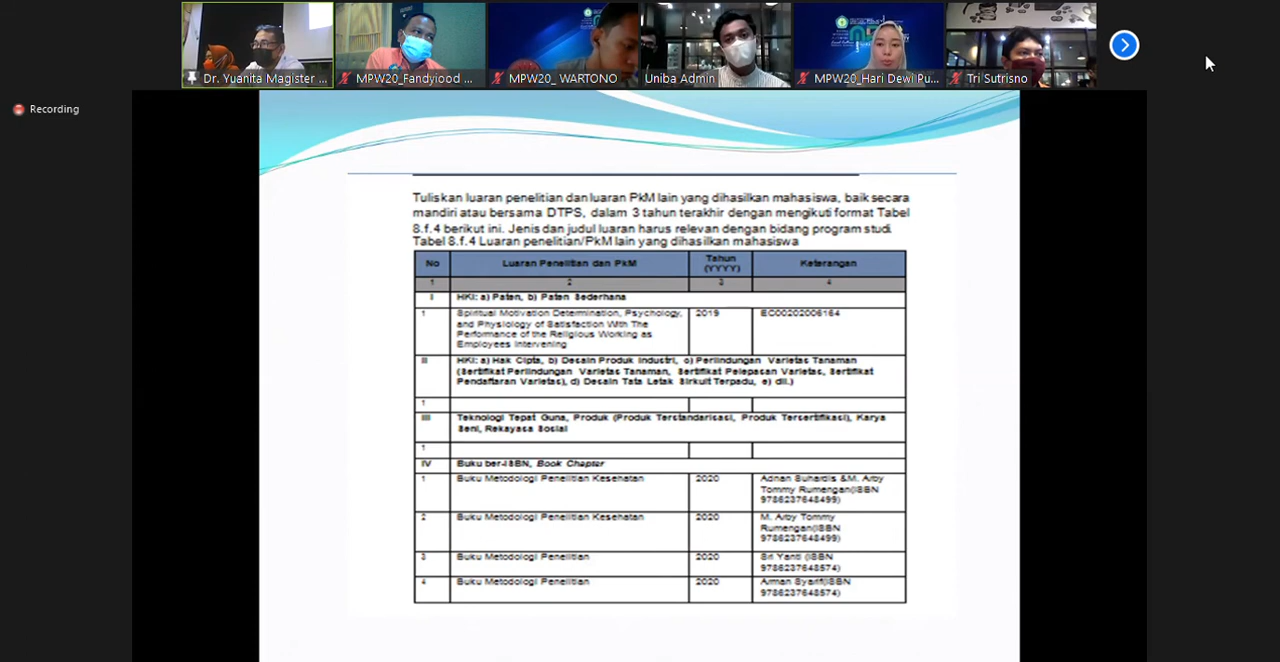 Dr. Yuanita Magister ...
MPW20_Fandyiood ...
MPW20_ WARTONO
Uniba Admin
MPW20_Hari Dewi Pu...
Tri Sutrisno
Recording
Tuliskan luaran penelitian dan luaran PkM lain yang dihasilkan mahasiswa, baik secara
mandiri atau bersama DTPS, dalam 3 tahun terakhir dengan mengikuti format Tabel
8.f.4 berikut ini. Jenis dan judul luaran harus relevan dengan bidang program studi.
Tabel 8.f.4 Luaran penelitian/PkM lain yang dihasilkan mahasiswa
No Luaran Penelitian dan PkM Tahun (YYYY) Keterangan
1 2 3 4
I HKI: a) Paten, b) Paten Sederhana
1 Spiritual Motivation Determination, Psychology, 2019 EC00202006164
and Physiology of Satisfaction With The
Performance of the Religious Working as
Employees Intervening
II HKI: a) Hak Cipta, b) Desain Produk Industri, c) Perlindungan Varietas Tanaman
(Sertifikat Perlindungan Varietas Tanaman, Sertifikat Pelepasan Varietas, Sertifikat
Pendaftaran Varietas), d) Desain Tata Letak Sirkuit Terpadu, e) dll.)
1
III Teknologi Tepat Guna, Produk (Produk Terstandarisasi, Produk Tersertifikasi), Karya
Seni, Rekayasa Sosial
1
IV Buku ber-ISBN, Book Chapter
1 Buku Metodologi Penelitian Kesehatan 2020 Adnan Suhardis &M. Arby
Tommy Rumengan(ISBN
9786237648499)
2 Buku Metodologi Penelitian Kesehatan 2020 M. Arby Tommy
Rumengan(ISBN
9786237648499)
3 Buku Metodologi Penelitian 2020 Sri Yanti (ISBN
9786237648574)
4 Buku Metodologi Penelitian 2020 Arman Syarif(ISBN
9786237648574)